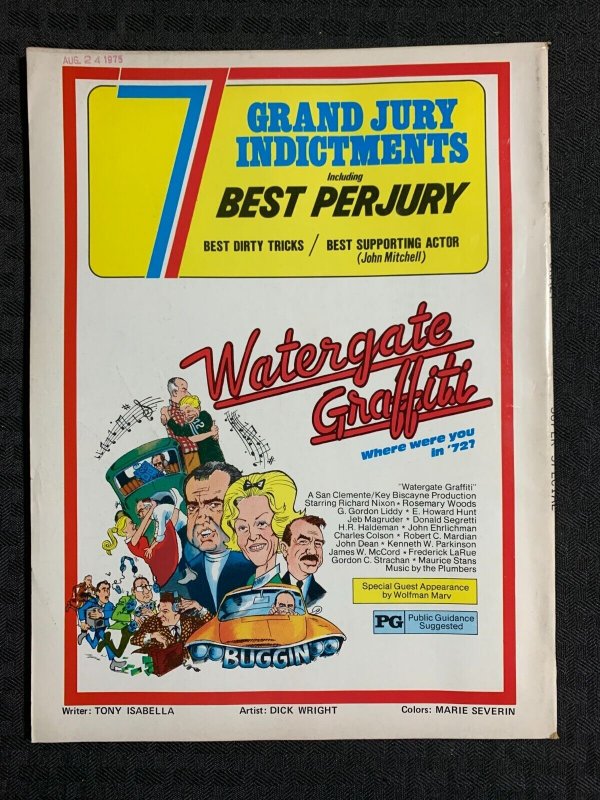 AUG. 24 1975
7
GRAND JURY
INDICTMENTS
Including
BEST PERJURY
BEST DIRTY TRICKS / BEST SUPPORTING ACTOR
(John Mitchell)
Watergate
Graffiti
Where were you
in '72?
"Watergate Graffiti"
A San Clemente/Key Biscayne Production
Starring Richard Nixon • Rosemary Woods
G. Gordon Liddy • E. Howard Hunt
Jeb Magruder • Donald Segretti
H.R. Haldeman • John Ehrlichman
Charles Colson • Robert C. Mardian
John Dean • Kenneth W. Parkinson
James W. McCord • Frederick LaRue
Gordon C. Strachan • Maurice Stans
Music by the Plumbers
Special Guest Appearance
by Wolfman Marv
PG Public Guidance
Suggested
12
BUGGIN
Writer: TONY ISABELLA Artist: DICK WRIGHT Colors: MARIE SEVERIN